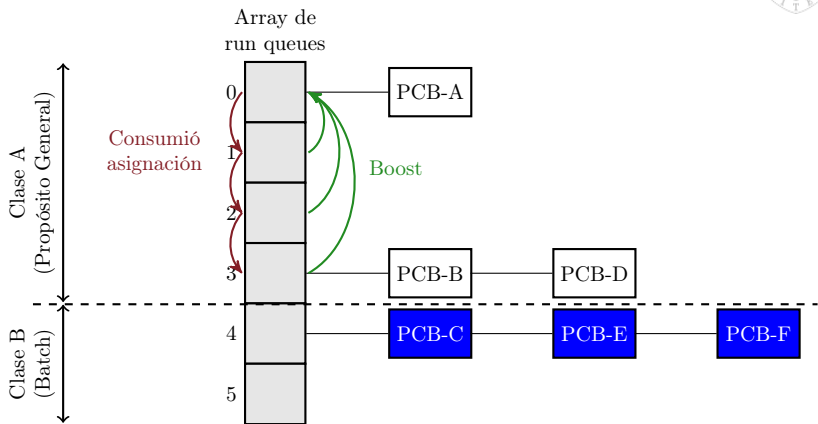 Array de
run queues
0
PCB-A
Consumió
asignación
1
Boost
2
3
PCB-B
PCB-D
Clase A
(Propósito General)
4
PCB-C
PCB-E
PCB-F
5
Clase B
(Batch)